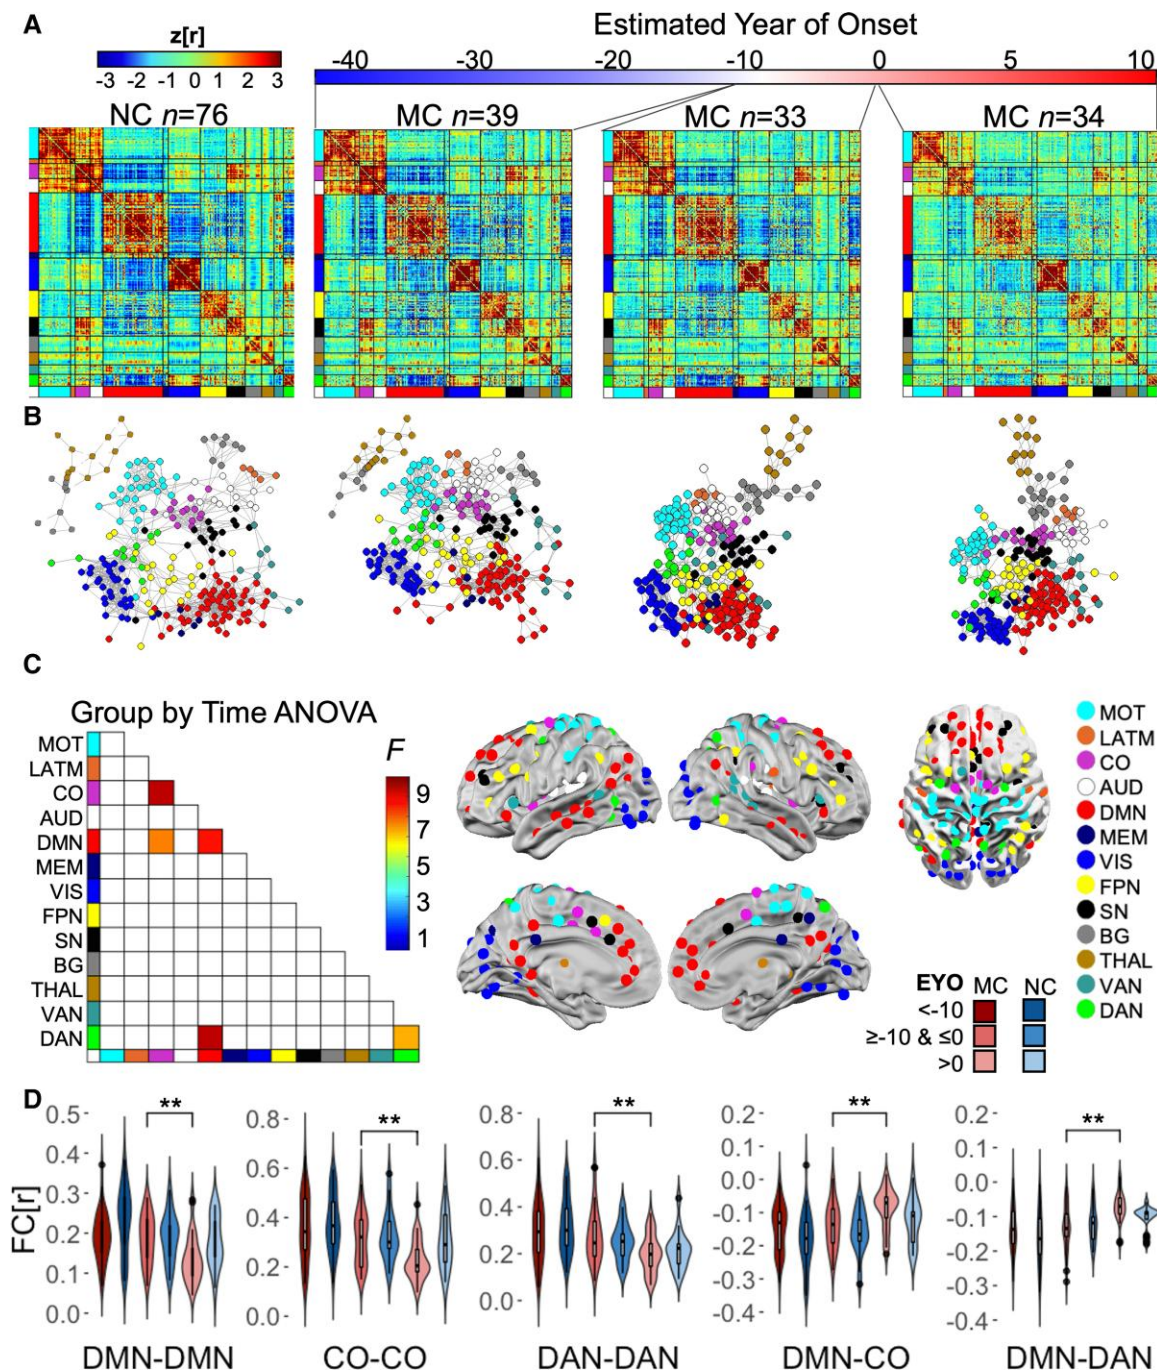 A
Estimated Year of Onset
z[r]
-3 -2 -1 0 1 2 3
-40 -30 -10 0 5 10
NC n=76
MC n=39
MC n=33
MC n=34
B
C
Group by Time ANOVA
MOT
LATM
CO
AUD
DMN
MEM
VIS
FPN
SN
BG
THAL
VAN
DAN
F
9
7
5
3
1
MOT
LATM
CO
AUD
DMN
MEM
VIS
FPN
SN
BG
THAL
VAN
DAN
EYO MC NC
<-10
≥-10 & ≤0
>0
D
FC[r]
0.5
0.4
0.3
0.2
0.1
0.0
**
DMN-DMN
0.8
0.6
0.4
0.2
0.0
**
CO-CO
0.8
0.6
0.4
0.2
0.0
**
DAN-DAN
0.2
0.1
-0.0
-0.1
-0.2
-0.3
-0.4
**
DMN-CO
0.2
0.1
-0.0
-0.1
-0.2
-0.3
-0.4
**
DMN-DAN